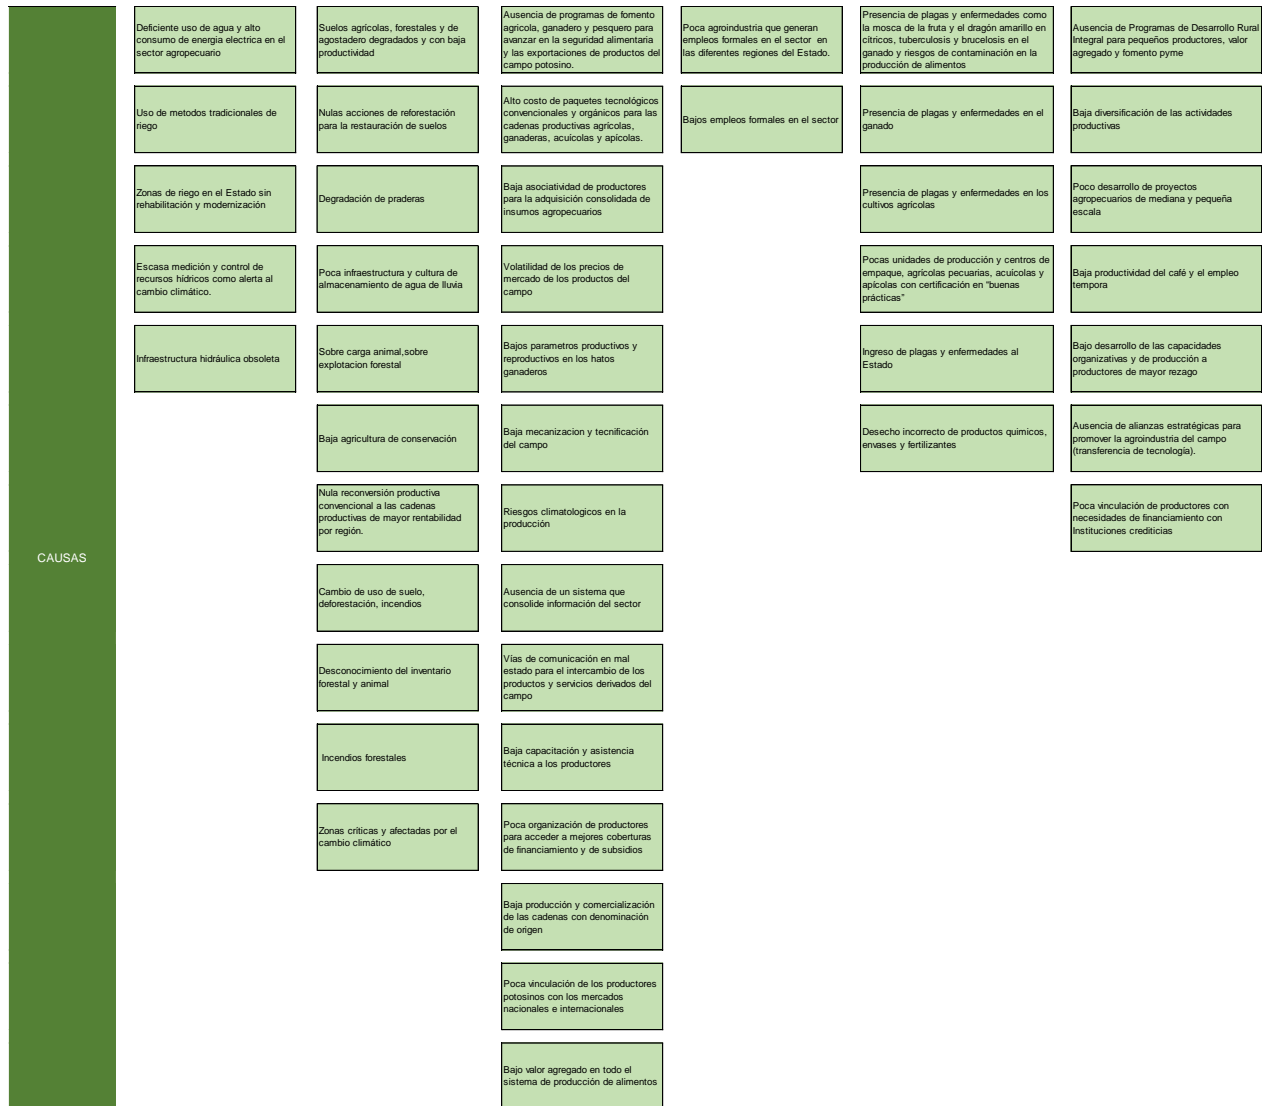 CAUSAS
Deficiente uso de agua y alto
consumo de energia electrica en el
sector agropecuario
Uso de metodos tradicionales de
riego
Zonas de riego en el Estado sin
rehabilitación y modernización
Escasa medición y control de
recursos hídricos como alerta al
cambio climático.
Infraestructura hidráulica obsoleta
Suelos agrícolas, forestales y de
agostadero degradados y con baja
productividad
Nulas acciones de reforestación
para la restauración de suelos
Degradación de praderas
Poca infraestructura y cultura de
almacenamiento de agua de lluvia
Sobre carga animal,sobre
explotacion forestal
Baja agricultura de conservación
Nula reconversión productiva
convencional a las cadenas
productivas de mayor rentabilidad
por región.
Cambio de uso de suelo,
deforestación, incendios
Desconocimiento del inventario
forestal y animal
Incendios forestales
Zonas críticas y afectadas por el
cambio climático
Ausencia de programas de fomento
agricola, ganadero y pesquero para
avanzar en la seguridad alimentaria
y las exportaciones de productos del
campo potosino.
Alto costo de paquetes tecnológicos
convencionales y orgánicos para las
cadenas productivas agrícolas,
ganaderas, acuícolas y apícolas.
Baja asociatividad de productores
para la adquisición consolidada de
insumos agropecuarios
Volatilidad de los precios de
mercado de los productos del
campo
Bajos parametros productivos y
reproductivos en los hatos
ganaderos
Baja mecanizacion y tecnificación
del campo
Riesgos climatologicos en la
producción
Ausencia de un sistema que
consolide información del sector
Vías de comunicación en mal
estado para el intercambio de los
productos y servicios derivados del
campo
Baja capacitación y asistencia
técnica a los productores
Poca organización de productores
para acceder a mejores coberturas
de financiamiento y de subsidios
Baja producción y comercialización
de las cadenas con denominación
de origen
Poca vinculación de los productores
potosinos con los mercados
nacionales e internacionales
Bajo valor agregado en todo el
sistema de producción de alimentos
Poca agroindustria que generan
empleos formales en el sector en
las diferentes regiones del Estado.
Bajos empleos formales en el sector
Presencia de plagas y enfermedades como
la mosca de la fruta y el dragón amarillo en
cítricos, tuberculosis y brucelosis en el
ganado y riesgos de contaminación en la
producción de alimentos
Presencia de plagas y enfermedades en el
ganado
Presencia de plagas y enfermedades en los
cultivos agrícolas
Pocas unidades de producción y centros de
empaque, agrícolas pecuarias, acuícolas y
apícolas con certificación en “buenas
prácticas”
Ingreso de plagas y enfermedades al
Estado
Desecho incorrecto de productos quimicos,
envases y fertilizantes
Ausencia de Programas de Desarrollo Rural
Integral para pequeños productores, valor
agregado y fomento pyme
Baja diversificación de las actividades
productivas
Poco desarrollo de proyectos
agropecuarios de mediana y pequeña
escala
Baja productividad del café y el empleo
tempora
Bajo desarrollo de las capacidades
organizativas y de producción a
productores de mayor rezago
Ausencia de alianzas estratégicas para
promover la agroindustria del campo
(transferencia de tecnología).
Poca vinculación de productores con
necesidades de financiamiento con
Instituciones crediticias